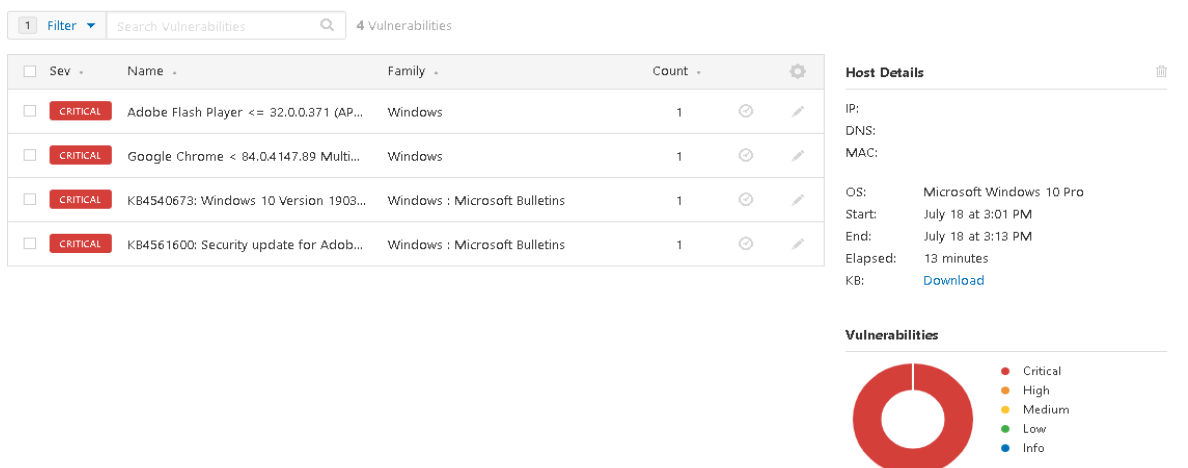 1 Filter Search Vulnerabilities 4 Vulnerabilities
Sev Name Family Count
CRITICAL Adobe Flash Player <= 32.0.0.371 (AP... Windows 1
CRITICAL Google Chrome < 84.0.4147.89 Multi... Windows 1
CRITICAL KB4540673: Windows 10 Version 1903... Windows : Microsoft Bulletins 1
CRITICAL KB4561600: Security update for Adob... Windows : Microsoft Bulletins 1
Host Details
IP:
DNS:
MAC:
OS: Microsoft Windows 10 Pro
Start: July 18 at 3:01 PM
End: July 18 at 3:13 PM
Elapsed: 13 minutes
KB: Download
Vulnerabilities
Critical
High
Medium
Low
Info